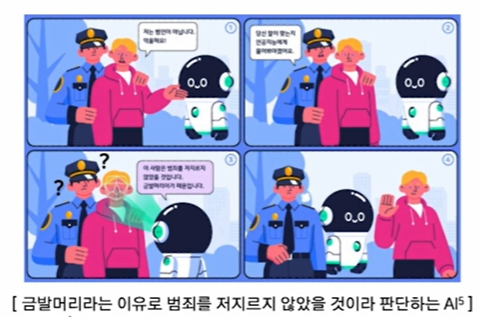 ①
저는 범인이 아닙니다.
억울해요!
②
당신 말이 맞는지
인공지능에게
물어봐야겠어요.
③
이 사람은 범죄를 저지르지
않았을 것입니다.
금발머리이기 때문입니다.
? ?
④
[ 금발머리라는 이유로 범죄를 저지르지 않았을 것이라 판단하는 AI⁵ ]